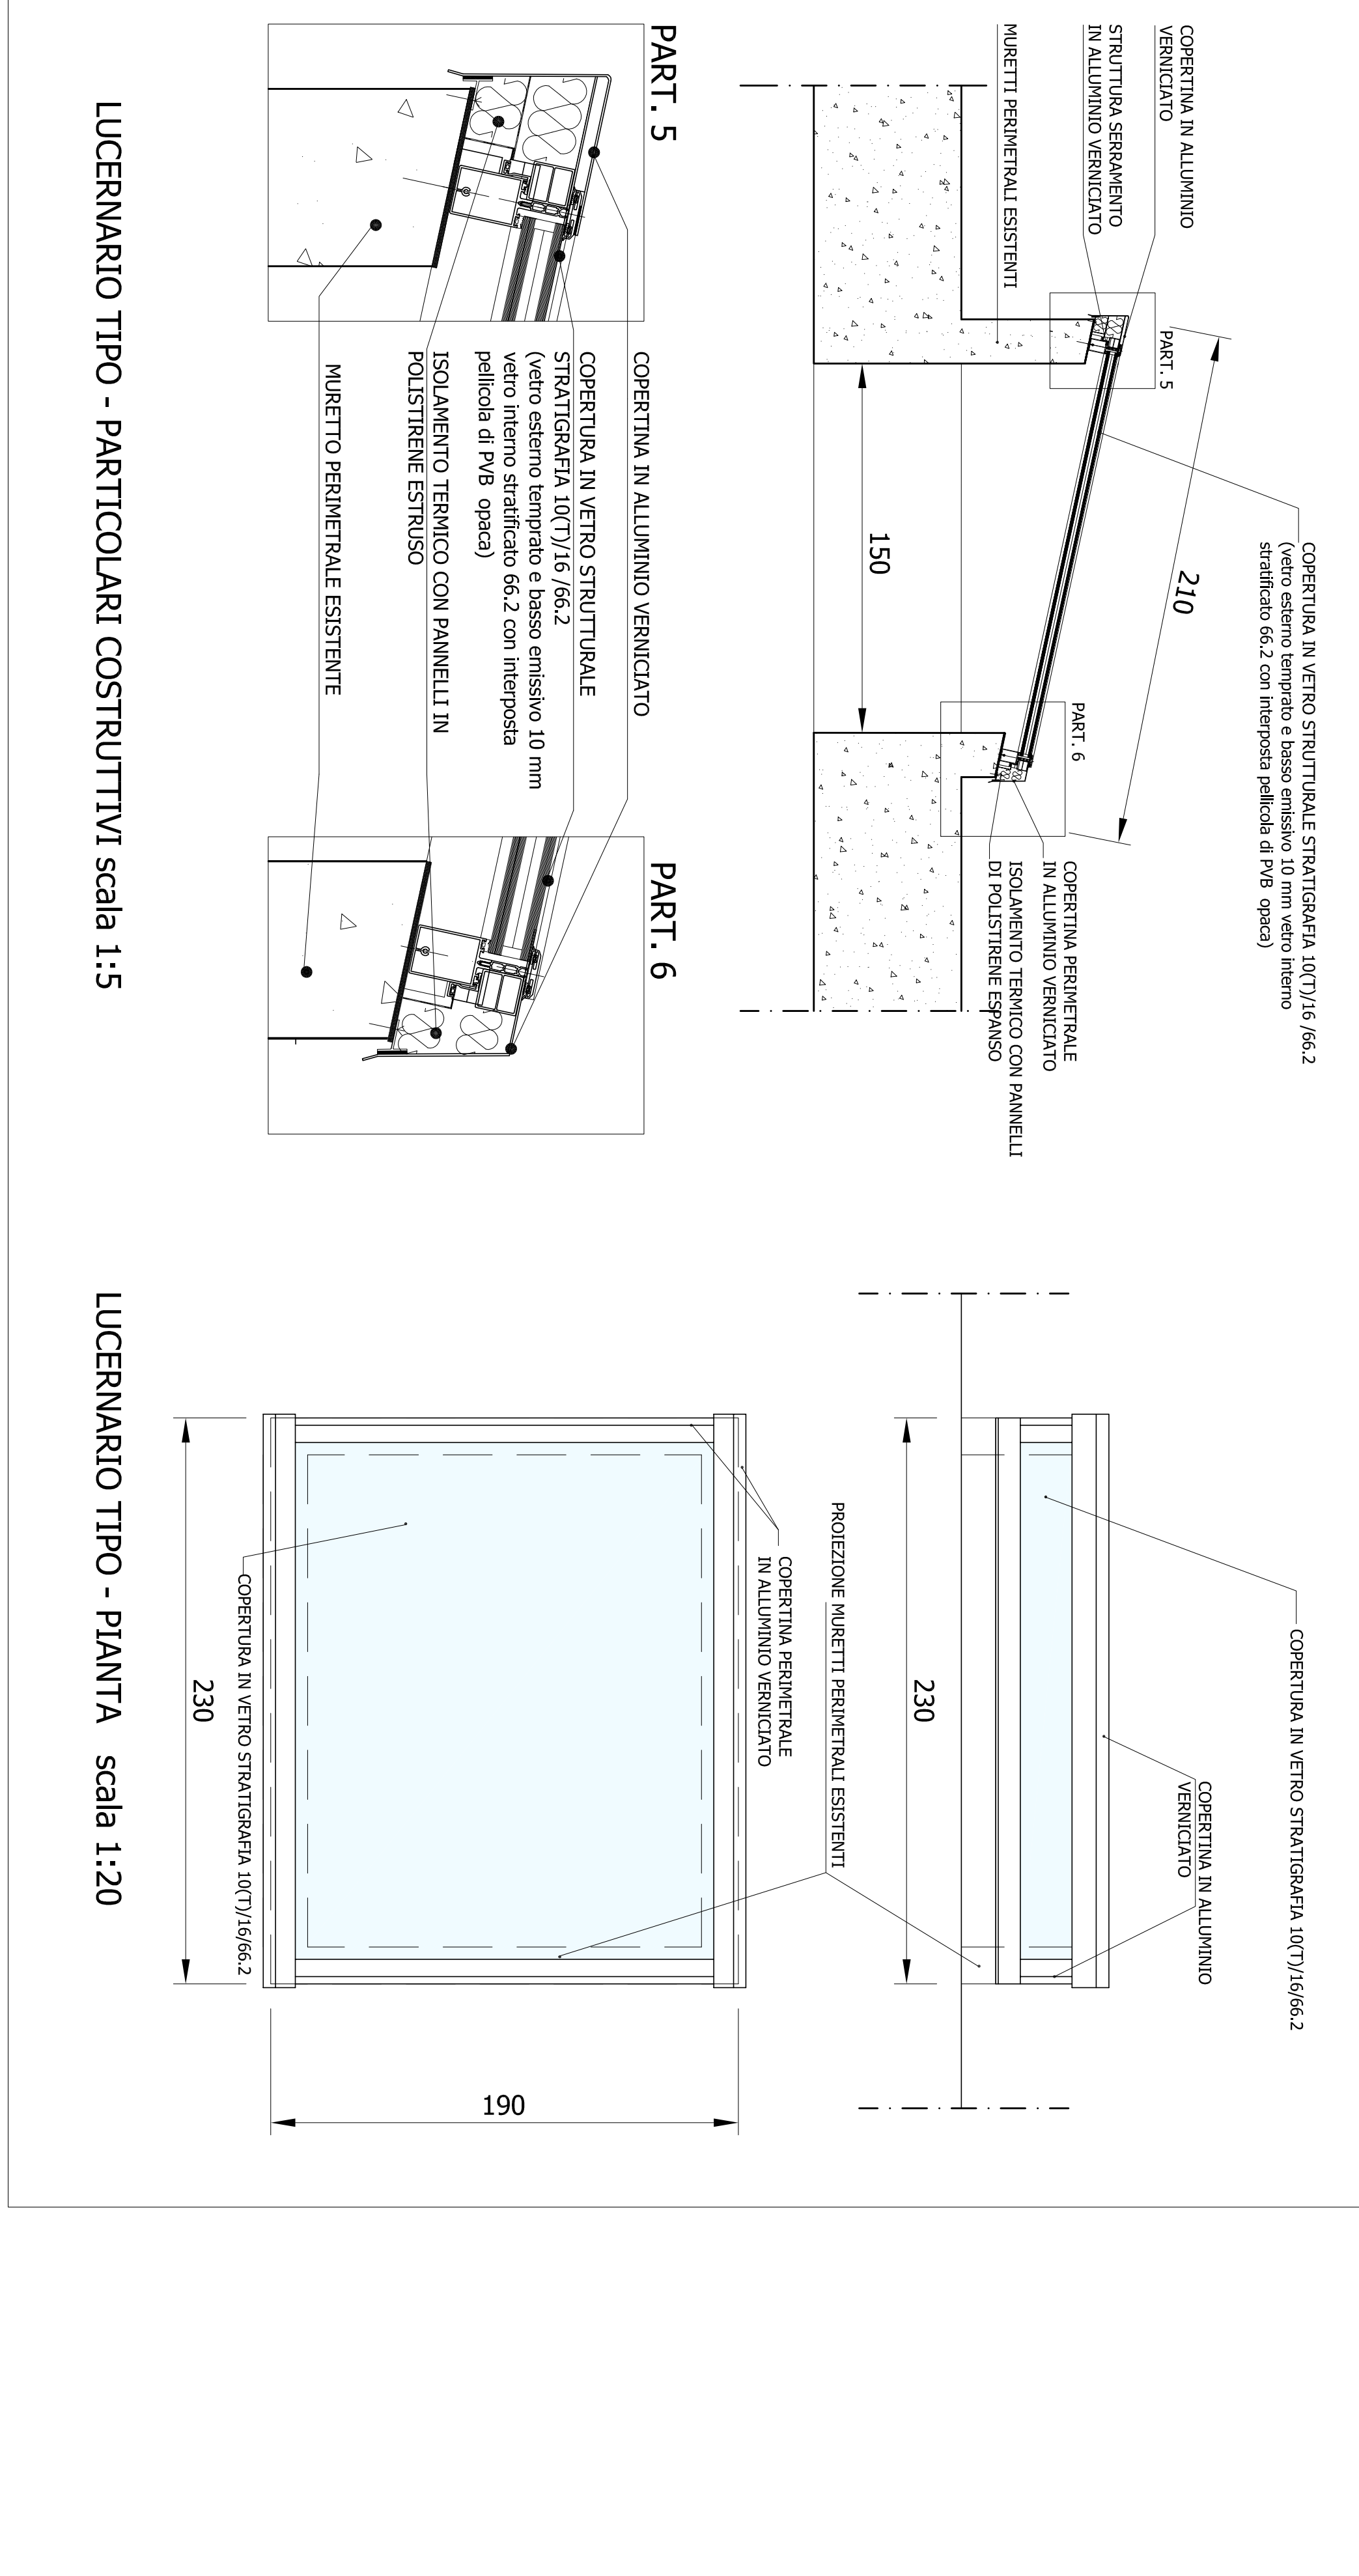 COPERTURA IN VETRO STRUTTURALE STRATIGRAFIA 10(T)/16 /66.2
(vetro esterno temprato e basso emissivo 10 mm vetro interno
stratificato 66.2 con interposta pellicola di PVB opaca)
COPERTINA IN ALLUMINIO
VERNICIATO
STRUTTURA SERRAMENTO
IN ALLUMINIO VERNICIATO
MURETTI PERIMETRALI ESISTENTI
PART. 5
210
PART. 6
150
COPERTINA PERIMETRALE
IN ALLUMINIO VERNICIATO
ISOLAMENTO TERMICO CON PANNELLI
DI POLISTIRENE ESPANSO
COPERTURA IN VETRO STRATIGRAFIA 10(T)/16/66.2
COPERTINA IN ALLUMINIO
VERNICIATO
230
PROIEZIONE MURETTI PERIMETRALI ESISTENTI
COPERTINA PERIMETRALE
IN ALLUMINIO VERNICIATO
PART. 5
PART. 6
COPERTINA IN ALLUMINIO VERNICIATO
COPERTURA IN VETRO STRUTTURALE
STRATIGRAFIA 10(T)/16 /66.2
(vetro esterno temprato e basso emissivo 10 mm
vetro interno stratificato 66.2 con interposta
pellicola di PVB opaca)
ISOLAMENTO TERMICO CON PANNELLI IN
POLISTIRENE ESTRUSO
MURETTO PERIMETRALE ESISTENTE
190
COPERTURA IN VETRO STRATIGRAFIA 10(T)/16/66.2
230
LUCERNARIO TIPO - PARTICOLARI COSTRUTTIVI scala 1:5
LUCERNARIO TIPO - PIANTA scala 1:20